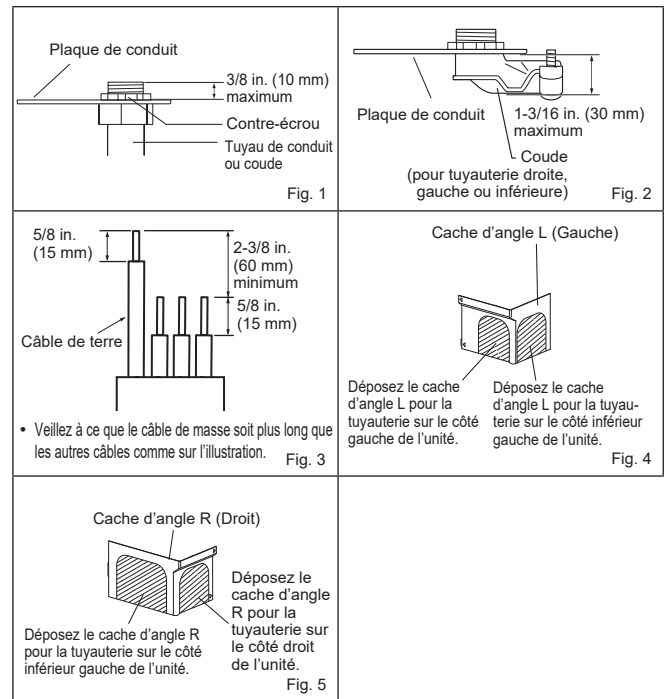 Plaque de conduit
3/8 in. (10 mm)
maximum
Contre-écrou
Tuyau de conduit
ou coude
Fig. 1
Plaque de conduit
1-3/16 in. (30 mm)
maximum
Coude
(pour tuyauterie droite,
gauche ou inférieure)
Fig. 2
5/8 in.
(15 mm)
2-3/8 in.
(60 mm)
minimum
5/8 in.
(15 mm)
Câble de terre
• Veillez à ce que le câble de masse soit plus long que
les autres câbles comme sur l'illustration.
Fig. 3
Cache d'angle L (Gauche)
Déposez le cache
d'angle L pour la
tuyauterie sur le côté
gauche de l'unité.
Déposez le cache
d'angle L pour la tuyau-
terie sur le côté inférieur
gauche de l'unité.
Fig. 4
Cache d'angle R (Droit)
Déposez le cache d'angle R
pour la tuyauterie sur le côté
inférieur gauche de l'unité.
Déposez le
cache d'angle
R pour la
tuyauterie sur
le côté droit
de l'unité.
Fig. 5